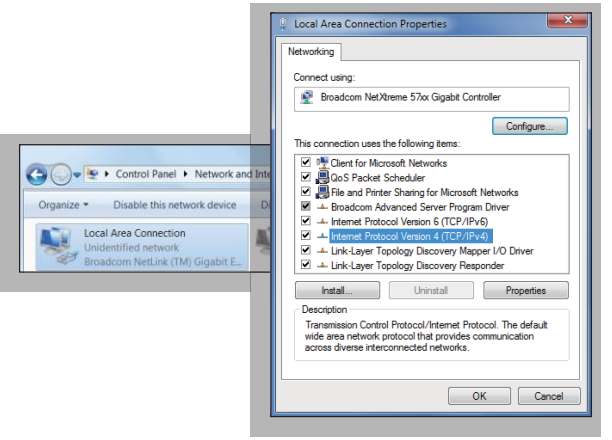 Local Area Connection Properties
Networking
Connect using:
Broadcom NetXtreme 57xx Gigabit Controller
Configure...
This connection uses the following items:
Client for Microsoft Networks
QoS Packet Scheduler
File and Printer Sharing for Microsoft Networks
Broadcom Advanced Server Program Driver
Internet Protocol Version 6 (TCP/IPv6)
Internet Protocol Version 4 (TCP/IPv4)
Link-Layer Topology Discovery Mapper I/O Driver
Link-Layer Topology Discovery Responder
Install...
Uninstall
Properties
Description
Transmission Control Protocol/Internet Protocol. The default
wide area network protocol that provides communication
across diverse interconnected networks.
OK
Cancel
Control Panel
Network and Inte
Organize
Disable this network device
Di
Local Area Connection
Unidentified network
Broadcom NetLink (TM) Gigabit E...